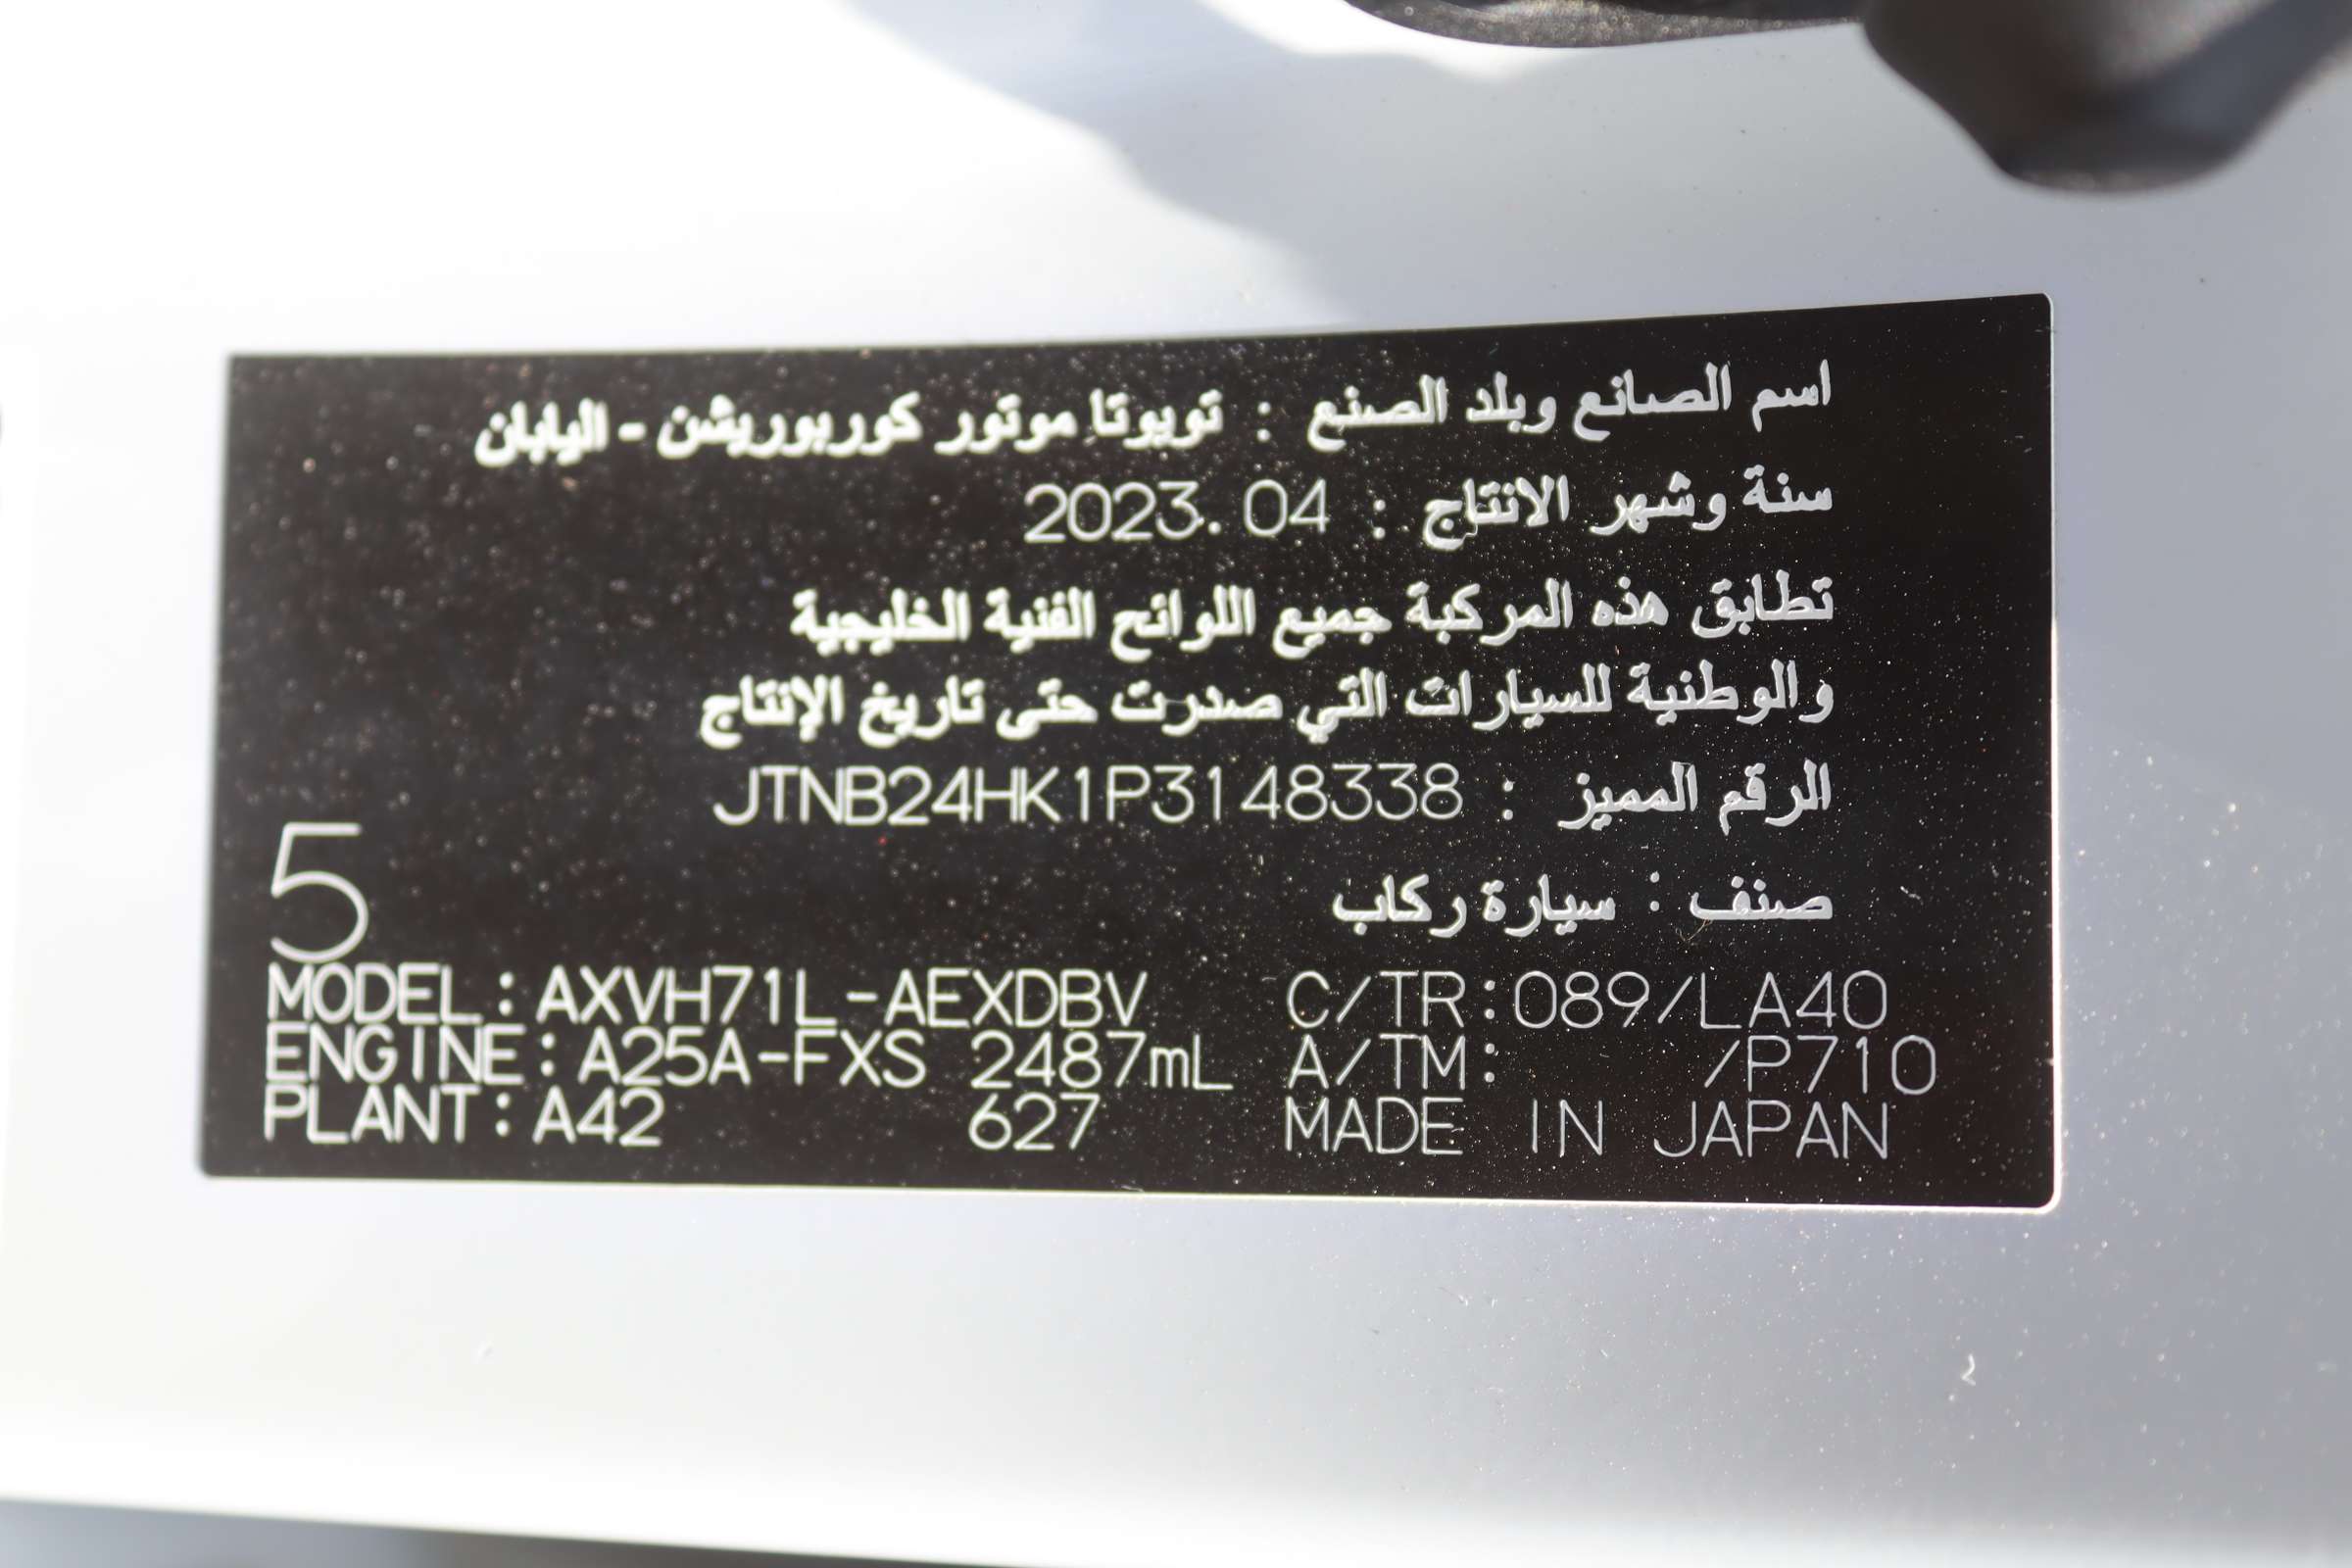 اسم الصانع وبلد الصنع : تويوتا موتور كوربوريشن - اليابان
سنة وشهر الانتاج : 2023.04
تطابق هذه المركبة جميع اللوائح الفنية الخليجية
والوطنية للسيارات التي صدرت حتى تاريخ الإنتاج
الرقم المميز : JTNB24HK1P3148338
صنف : سيارة ركاب
5
MODEL: AXVH71L-AEXDBV C/TR:089/LA40
ENGINE: A25A-FXS 2487mL A/TM: /P710
PLANT: A42 627 MADE IN JAPAN